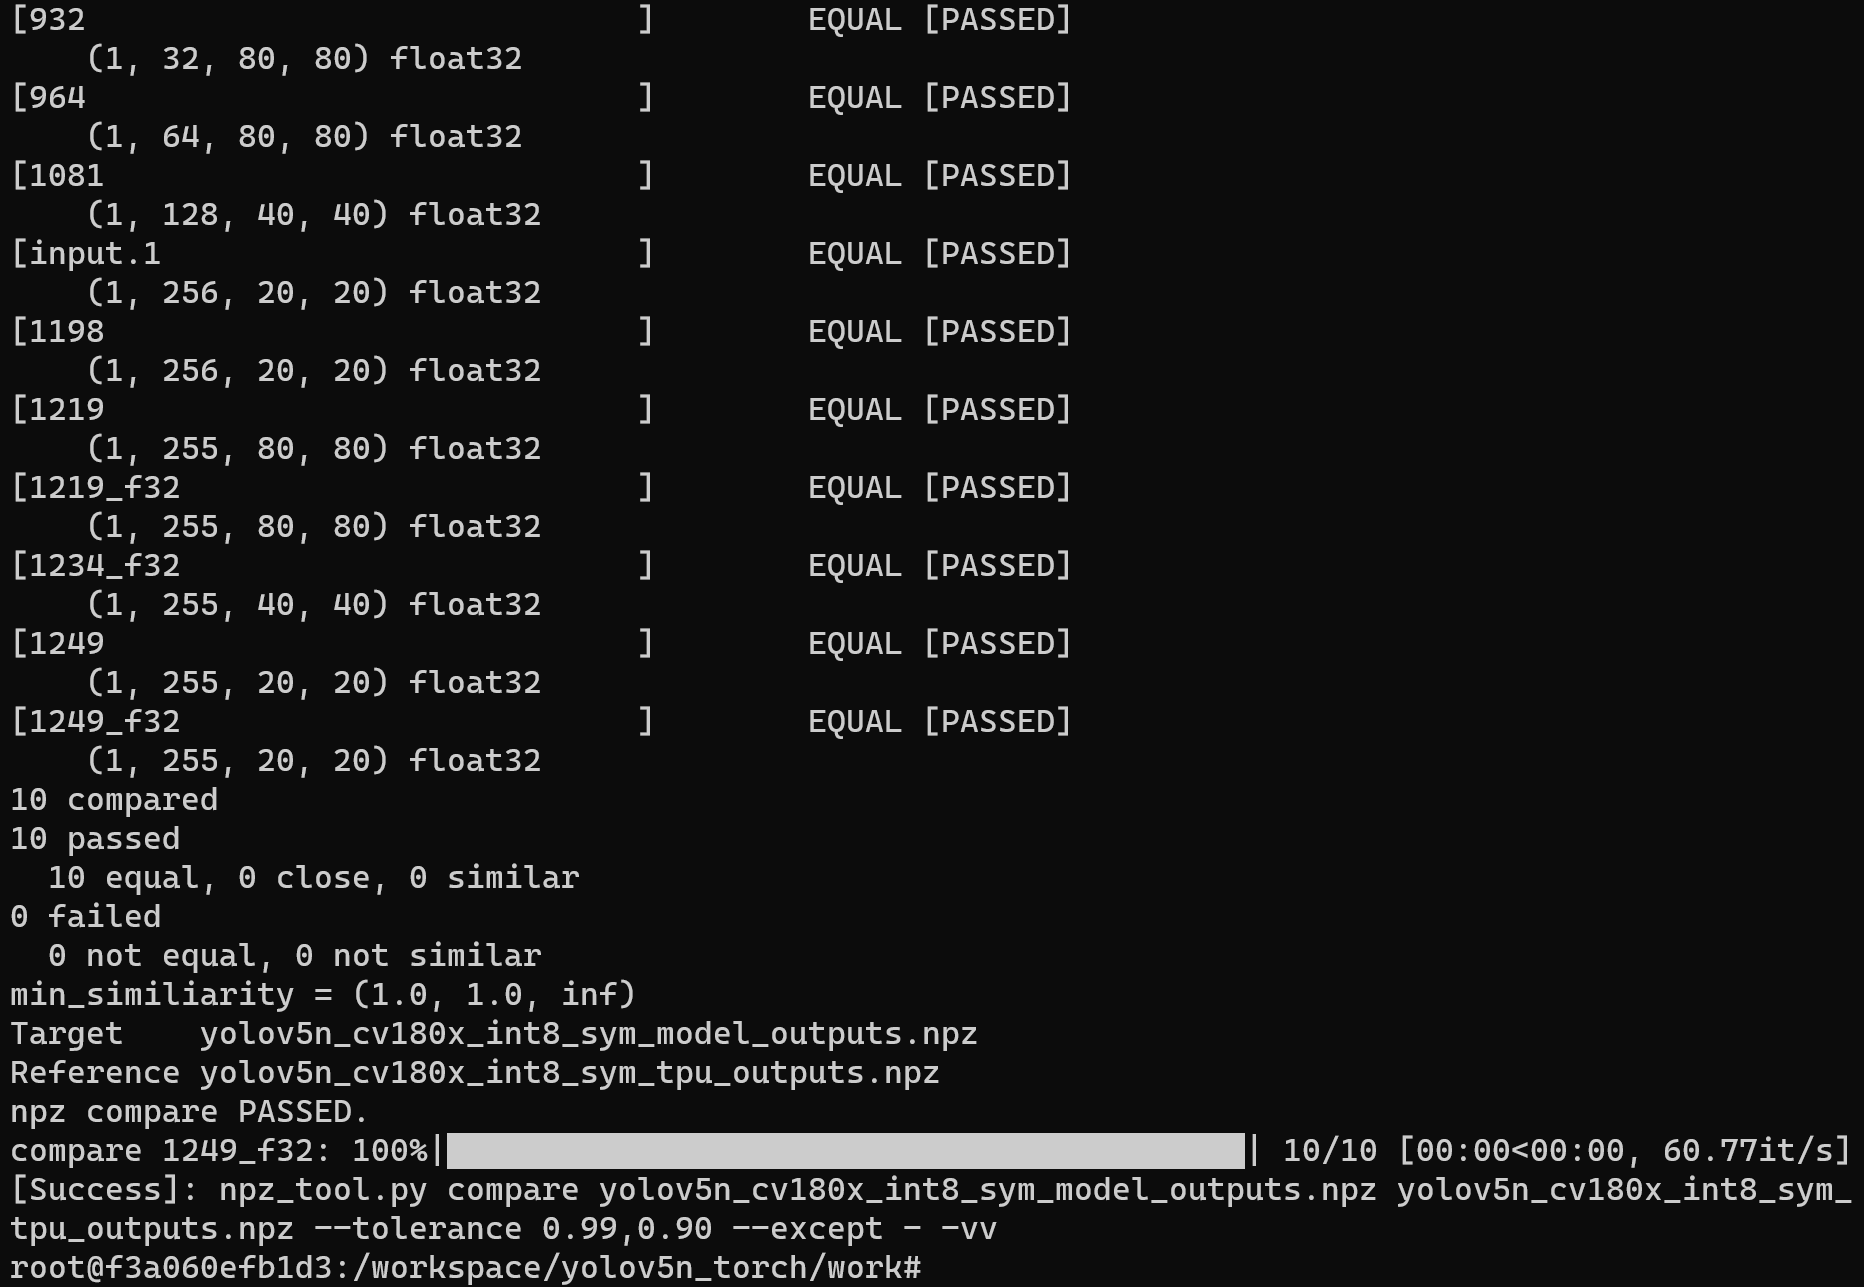 [932                             ]        EQUAL [PASSED]
    (1, 32, 80, 80) float32
[964                             ]        EQUAL [PASSED]
    (1, 64, 80, 80) float32
[1081                            ]        EQUAL [PASSED]
    (1, 128, 40, 40) float32
[input.1                         ]        EQUAL [PASSED]
    (1, 256, 20, 20) float32
[1198                            ]        EQUAL [PASSED]
    (1, 256, 20, 20) float32
[1219                            ]        EQUAL [PASSED]
    (1, 255, 80, 80) float32
[1219_f32                        ]        EQUAL [PASSED]
    (1, 255, 80, 80) float32
[1234_f32                        ]        EQUAL [PASSED]
    (1, 255, 40, 40) float32
[1249                            ]        EQUAL [PASSED]
    (1, 255, 20, 20) float32
[1249_f32                        ]        EQUAL [PASSED]
    (1, 255, 20, 20) float32
10 compared
10 passed
  10 equal, 0 close, 0 similar
0 failed
  0 not equal, 0 not similar
min_similiarity = (1.0, 1.0, inf)
Target    yolov5n_cv180x_int8_sym_model_outputs.npz
Reference yolov5n_cv180x_int8_sym_tpu_outputs.npz
npz compare PASSED.
compare 1249_f32: 100%|██████████████████████████████████████████| 10/10 [00:00<00:00, 60.77it/s]
[Success]: npz_tool.py compare yolov5n_cv180x_int8_sym_model_outputs.npz yolov5n_cv180x_int8_sym_
tpu_outputs.npz --tolerance 0.99,0.90 --except - -vv
root@f3a060efb1d3:/workspace/yolov5n_torch/work#